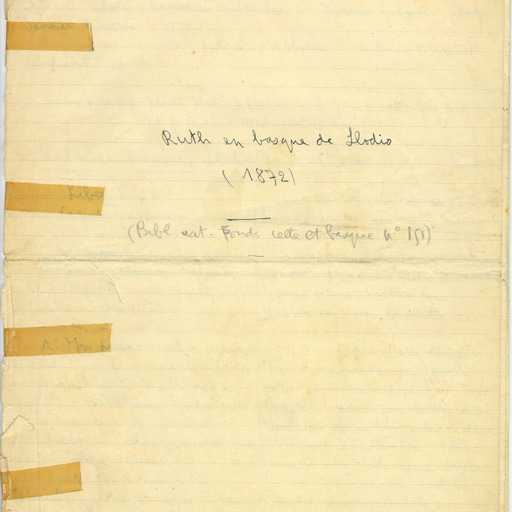 Ruth en basque de Llodio
(1872)
(Bibl nat. Fonds celte et basque n° 151)